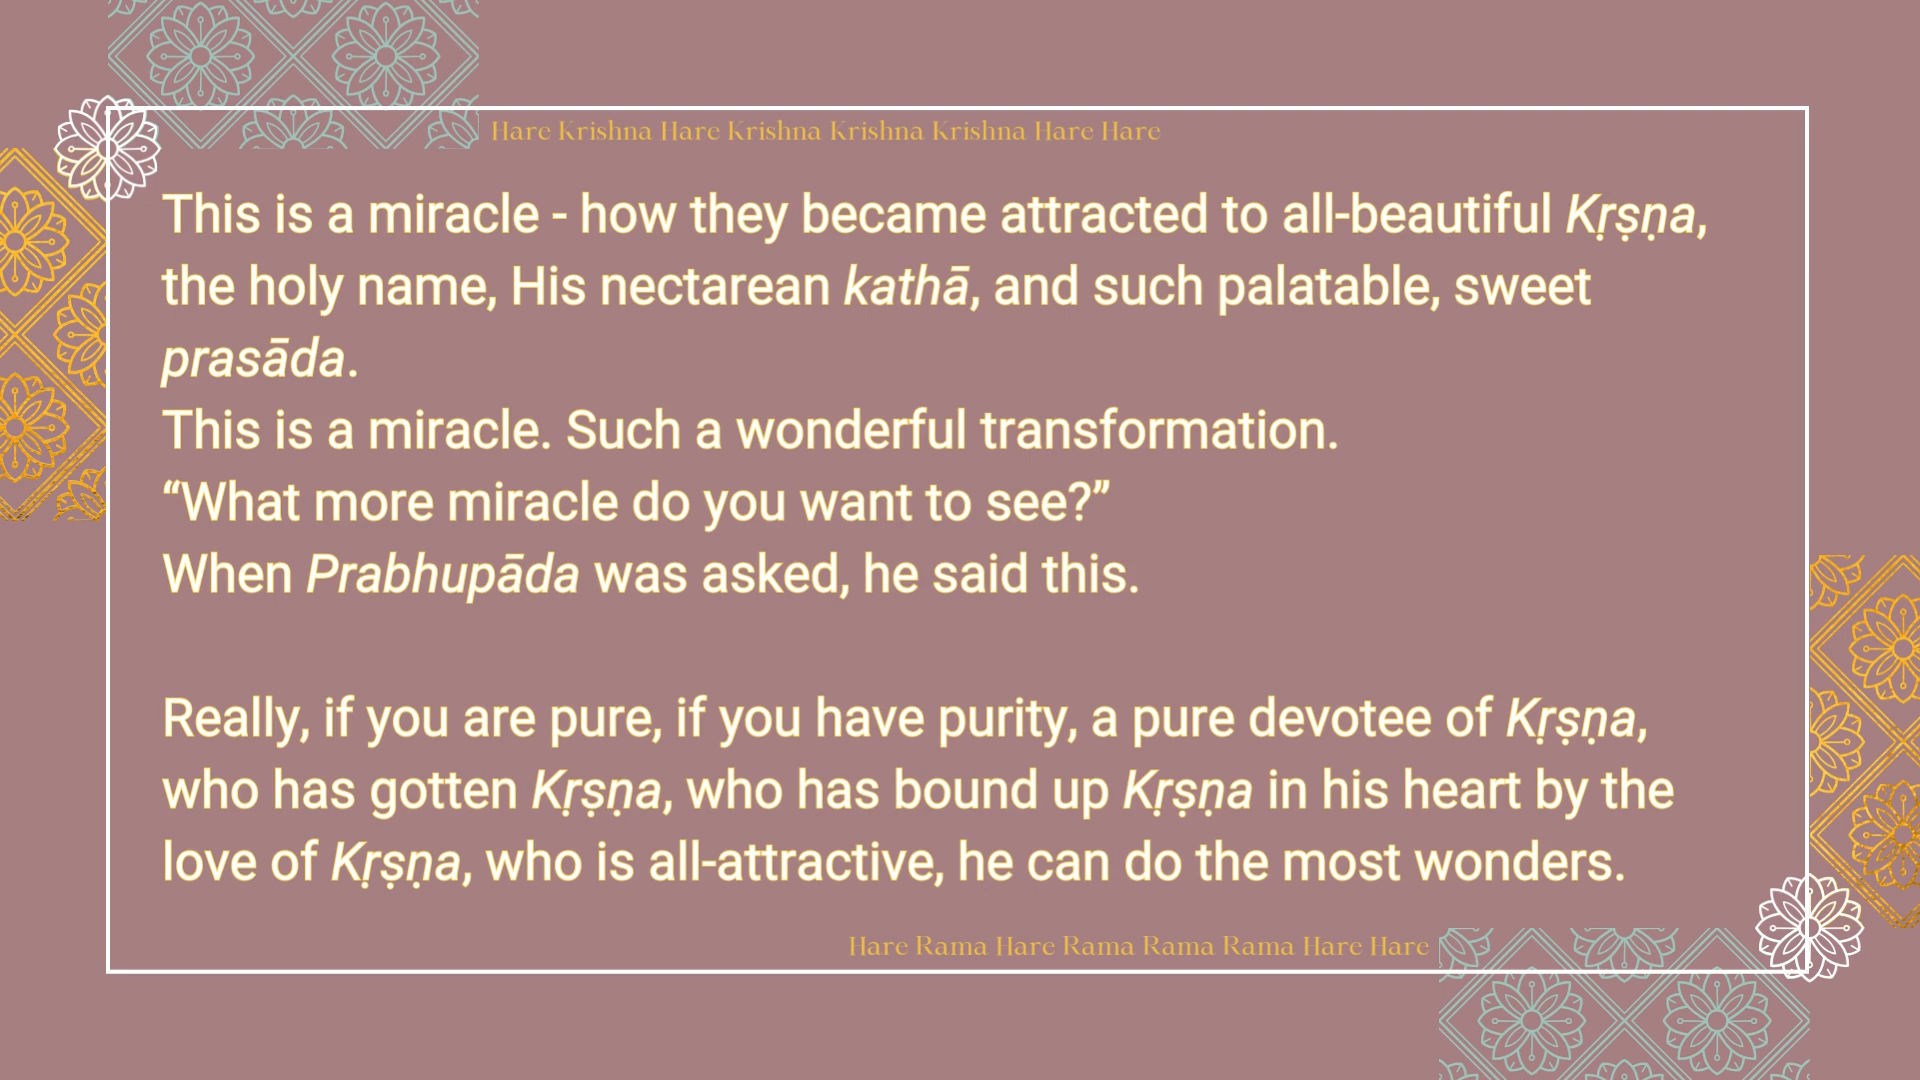 Hare Krishna Hare Krishna Krishna Krishna Hare Hare
This is a miracle - how they became attracted to all-beautiful Kṛṣṇa,
the holy name, His nectarean kathā, and such palatable, sweet
prasāda.
This is a miracle. Such a wonderful transformation.
“What more miracle do you want to see?”
When Prabhupāda was asked, he said this.
Really, if you are pure, if you have purity, a pure devotee of Kṛṣṇa,
who has gotten Kṛṣṇa, who has bound up Kṛṣṇa in his heart by the
love of Kṛṣṇa, who is all-attractive, he can do the most wonders.
Hare Rama Hare Rama Rama Rama Hare Hare